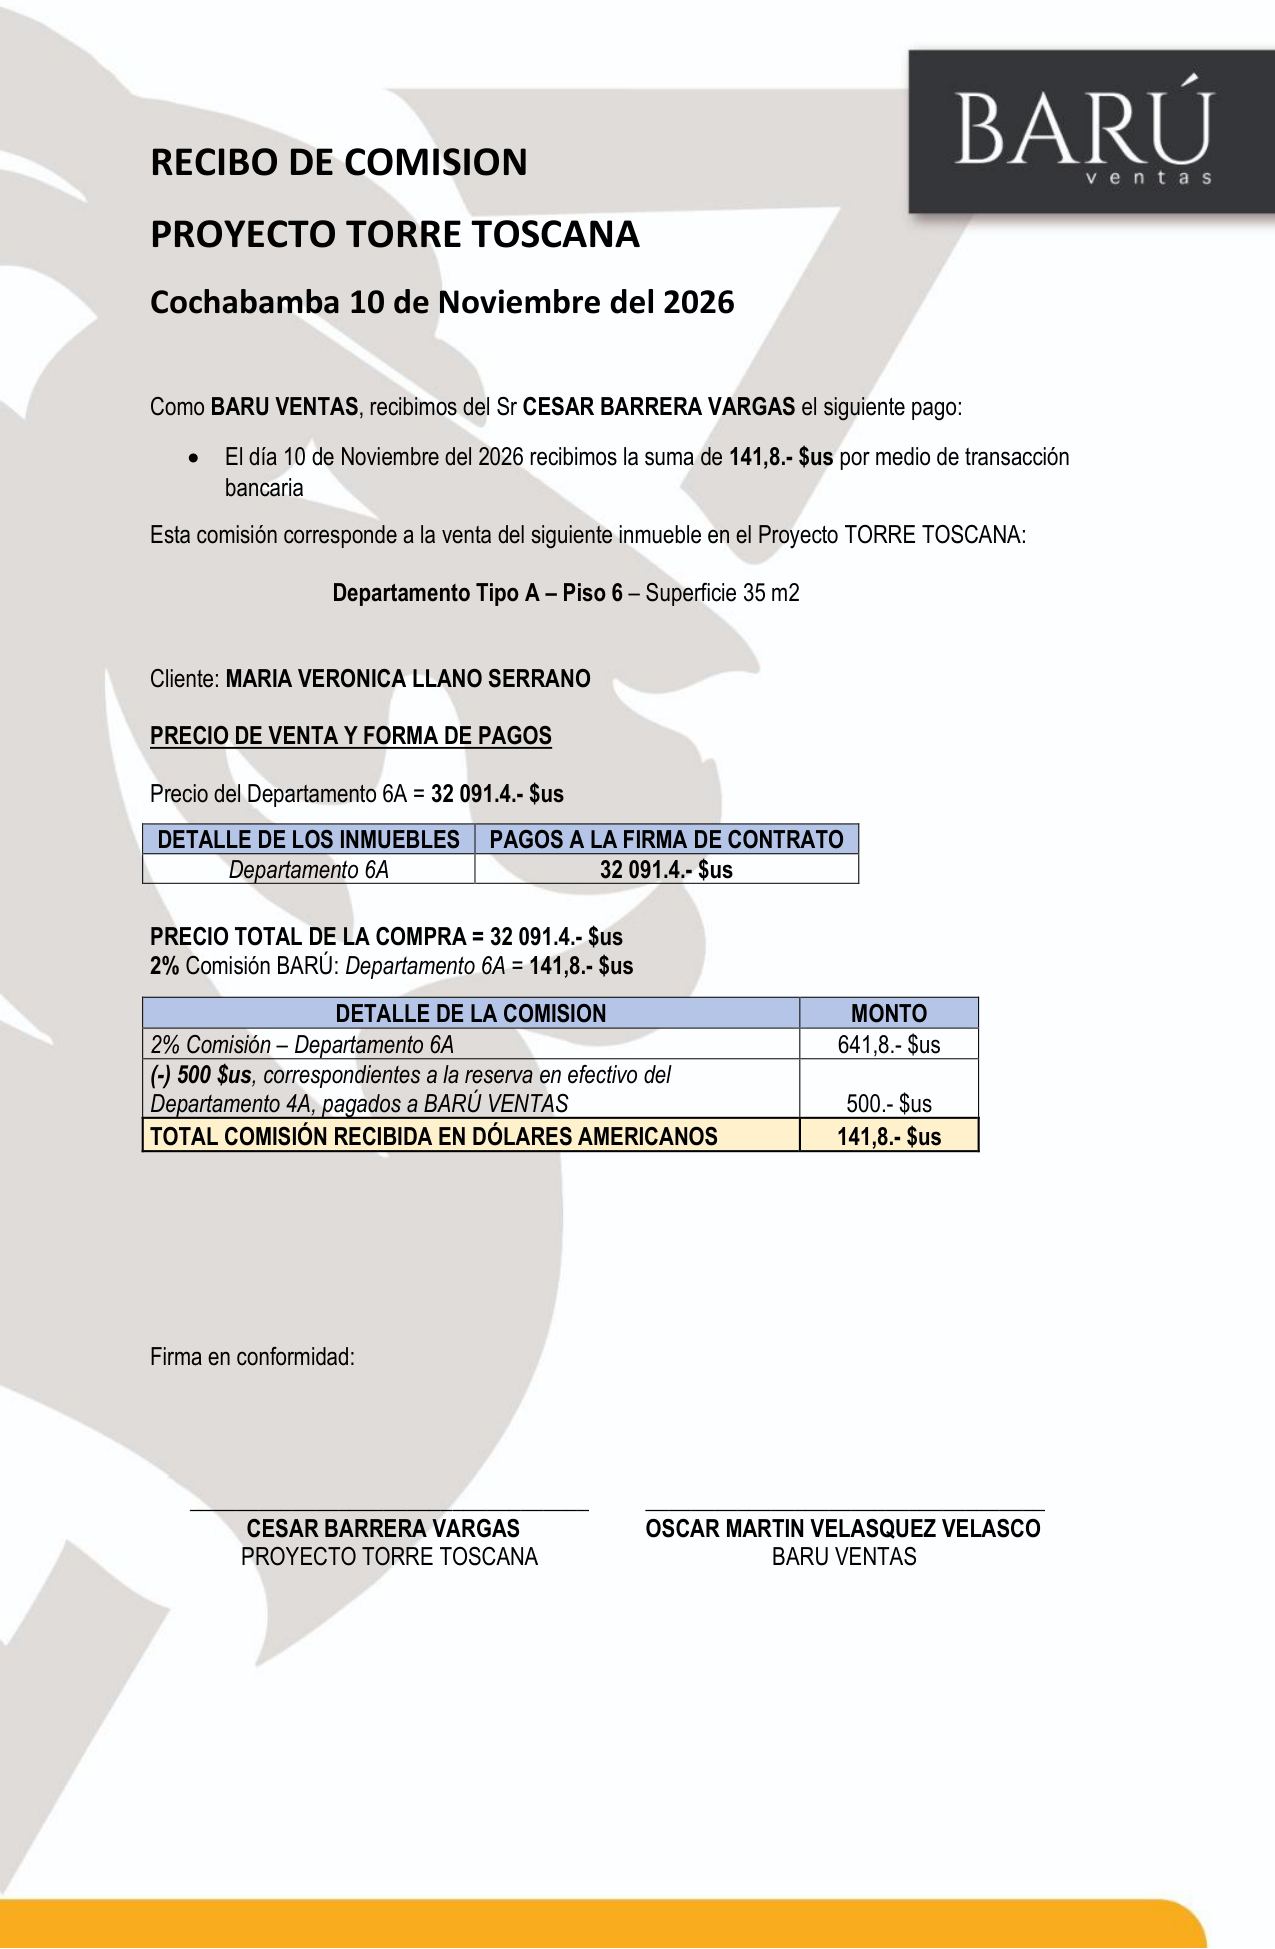 BARÚ
ventas
RECIBO DE COMISION
PROYECTO TORRE TOSCANA
Cochabamba 10 de Noviembre del 2026
Como BARU VENTAS, recibimos del Sr CESAR BARRERA VARGAS el siguiente pago:
• El día 10 de Noviembre del 2026 recibimos la suma de 141,8.- $us por medio de transacción
bancaria
Esta comisión corresponde a la venta del siguiente inmueble en el Proyecto TORRE TOSCANA:
Departamento Tipo A – Piso 6 – Superficie 35 m2
Cliente: MARIA VERONICA LLANO SERRANO
PRECIO DE VENTA Y FORMA DE PAGOS
Precio del Departamento 6A = 32 091.4.- $us
DETALLE DE LOS INMUEBLES PAGOS A LA FIRMA DE CONTRATO
Departamento 6A 32 091.4.- $us
PRECIO TOTAL DE LA COMPRA = 32 091.4.- $us
2% Comisión BARÚ: Departamento 6A = 141,8.- $us
DETALLE DE LA COMISION MONTO
2% Comisión – Departamento 6A 641,8.- $us
(-) 500 $us, correspondientes a la reserva en efectivo del
Departamento 4A, pagados a BARÚ VENTAS 500.- $us
TOTAL COMISIÓN RECIBIDA EN DÓLARES AMERICANOS 141,8.- $us
Firma en conformidad:
CESAR BARRERA VARGAS OSCAR MARTIN VELASQUEZ VELASCO
PROYECTO TORRE TOSCANA BARU VENTAS